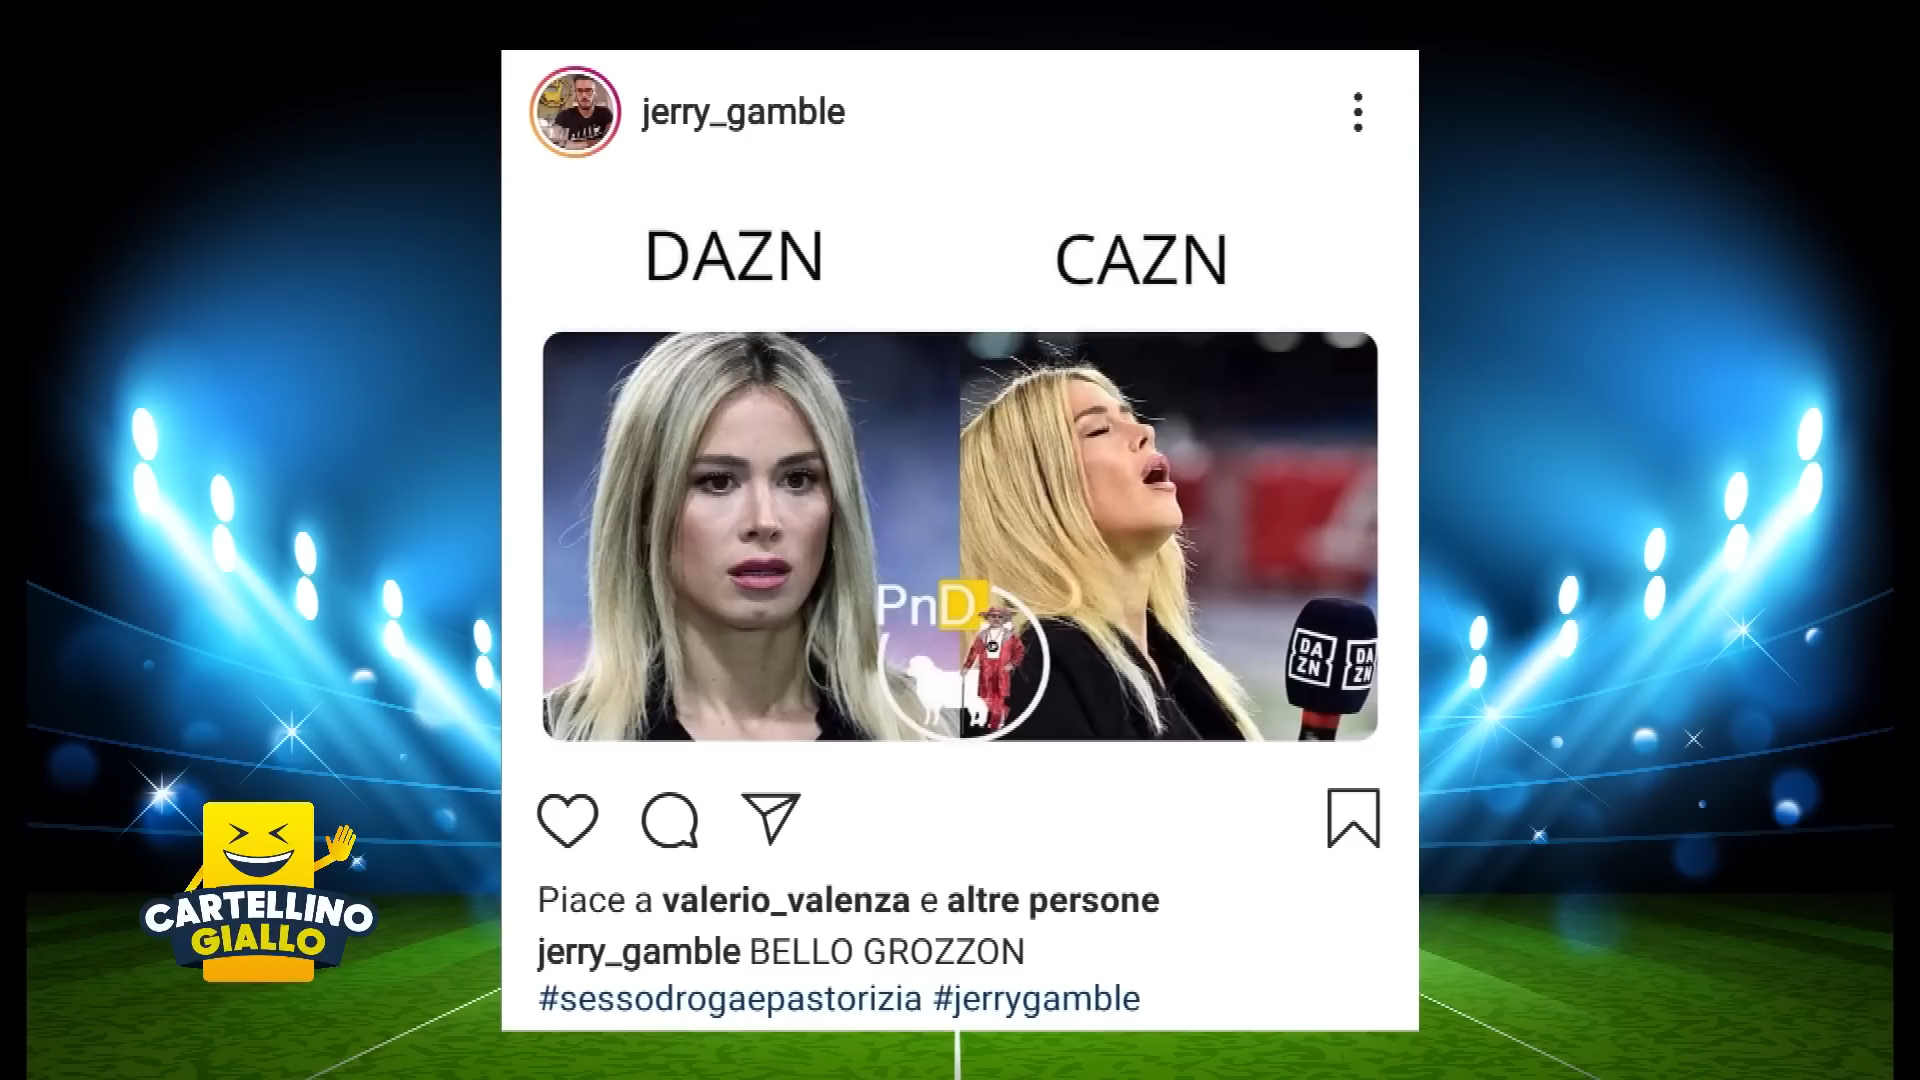 jerry_gamble
DAZN
CAZN
PnD
DA
ZN
DA
ZN
Piace a valerio_valenza e altre persone
jerry_gamble BELLO GROZZON
#sessodrogaepastorizia #jerrygamble
CARTELLINO
GIALLO